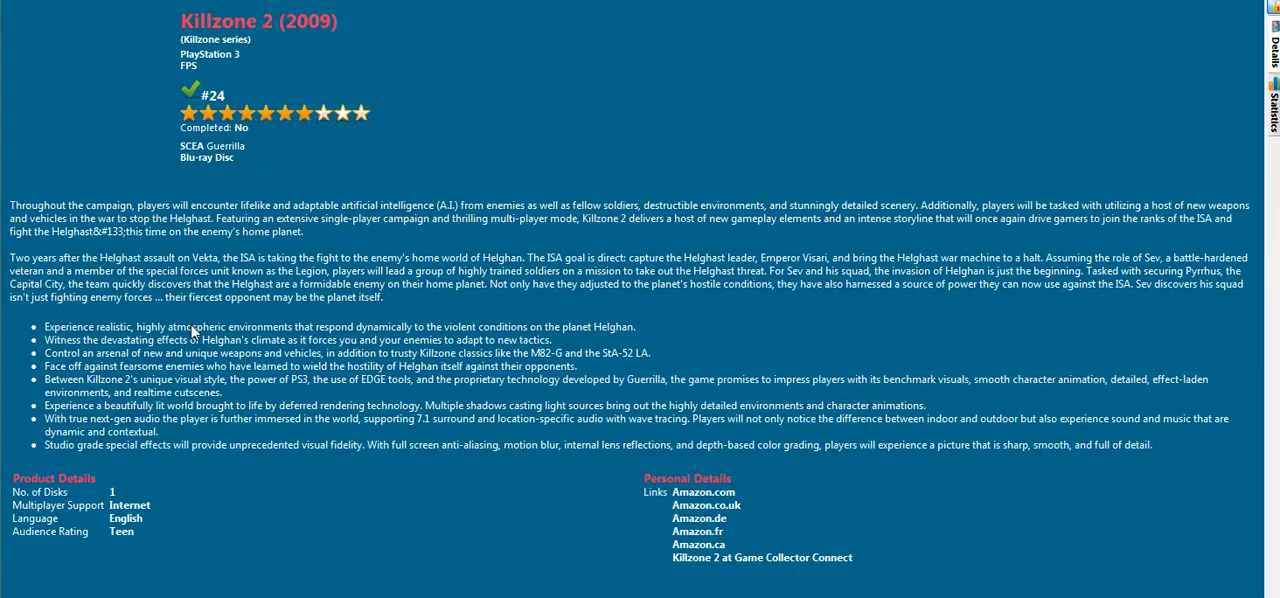 Killzone 2 (2009)
(Killzone series)
PlayStation 3
FPS
#24
Completed: No
SCEA Guerrilla
Blu-ray Disc
Throughout the campaign, players will encounter lifelike and adaptable artificial intelligence (A.I.) from enemies as well as fellow soldiers, destructible environments, and stunningly detailed scenery. Additionally, players will be tasked with utilizing a host of new weapons
and vehicles in the war to stop the Helghast. Featuring an extensive single-player campaign and thrilling multi-player mode, Killzone 2 delivers a host of new gameplay elements and an intense storyline that will once again drive gamers to join the ranks of the ISA and
fight the Helghast&#133;this time on the enemy's home planet.
Two years after the Helghast assault on Vekta, the ISA is taking the fight to the enemy's home world of Helghan. The ISA goal is direct: capture the Helghast leader, Emperor Visari, and bring the Helghast war machine to a halt. Assuming the role of Sev, a battle-hardened
veteran and a member of the special forces unit known as the Legion, players will lead a group of highly trained soldiers on a mission to take out the Helghast threat. For Sev and his squad, the invasion of Helghan is just the beginning. Tasked with securing Pyrrhus, the
Capital City, the team quickly discovers that the Helghast are a formidable enemy on their home planet. Not only have they adjusted to the planet's hostile conditions, they have also harnessed a source of power they can now use against the ISA. Sev discovers his squad
isn't just fighting enemy forces ... their fiercest opponent may be the planet itself.
• Experience realistic, highly atmospheric environments that respond dynamically to the violent conditions on the planet Helghan.
• Witness the devastating effects of Helghan's climate as it forces you and your enemies to adapt to new tactics.
• Control an arsenal of new and unique weapons and vehicles, in addition to trusty Killzone classics like the M82-G and the StA-52 LA.
• Face off against fearsome enemies who have learned to wield the hostility of Helghan itself against their opponents.
• Between Killzone 2's unique visual style, the power of PS3, the use of EDGE tools, and the proprietary technology developed by Guerrilla, the game promises to impress players with its benchmark visuals, smooth character animation, detailed, effect-laden
environments, and realtime cutscenes.
• Experience a beautifully lit world brought to life by deferred rendering technology. Multiple shadows casting light sources bring out the highly detailed environments and character animations.
• With true next-gen audio the player is further immersed in the world, supporting 7.1 surround and location-specific audio with wave tracing. Players will not only notice the difference between indoor and outdoor but also experience sound and music that are
dynamic and contextual.
• Studio grade special effects will provide unprecedented visual fidelity. With full screen anti-aliasing, motion blur, internal lens reflections, and depth-based color grading, players will experience a picture that is sharp, smooth, and full of detail.
Product Details
No. of Disks 1
Multiplayer Support Internet
Language English
Audience Rating Teen
Personal Details
Links Amazon.com
Amazon.co.uk
Amazon.de
Amazon.fr
Amazon.ca
Killzone 2 at Game Collector Connect
Details
Statistics